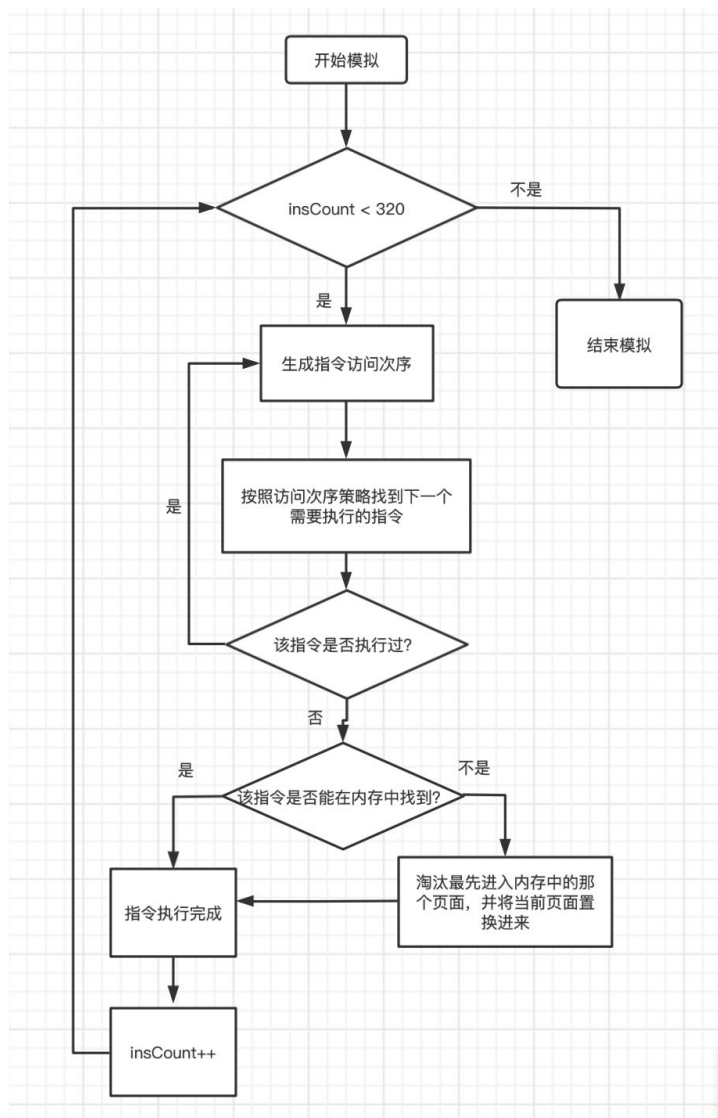 开始模拟
insCount < 320
不是
是
结束模拟
生成指令访问次序
是
按照访问次序策略找到下一个
需要执行的指令
该指令是否执行过?
否
是
不是
该指令是否能在内存中找到?
淘汰最先进入内存中的那
个页面，并将当前页面置
换进来
指令执行完成
insCount++